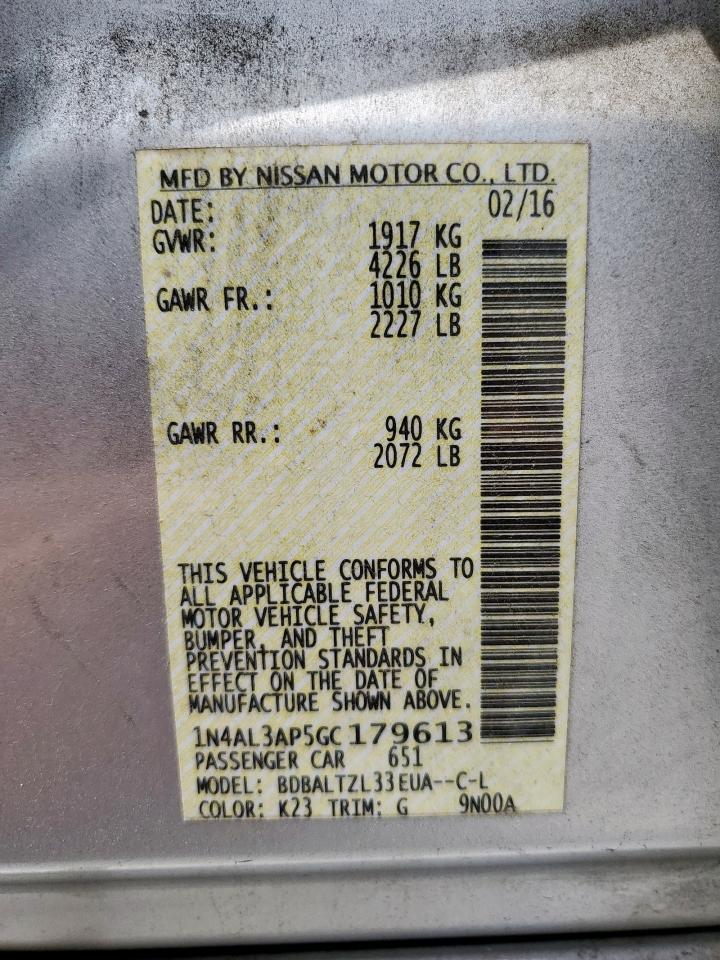 MFD BY NISSAN MOTOR CO., LTD.
DATE: 02/16
GVWR: 1917 KG
4226 LB
GAWR FR.: 1010 KG
2227 LB
GAWR RR.: 940 KG
2072 LB
THIS VEHICLE CONFORMS TO
ALL APPLICABLE FEDERAL
MOTOR VEHICLE SAFETY,
BUMPER, AND THEFT
PREVENTION STANDARDS IN
EFFECT ON THE DATE OF
MANUFACTURE SHOWN ABOVE.
1N4AL3AP5GC179613
PASSENGER CAR 651
MODEL: BDBALTZL33EUA--C-L
COLOR: K23 TRIM: G 9N00A